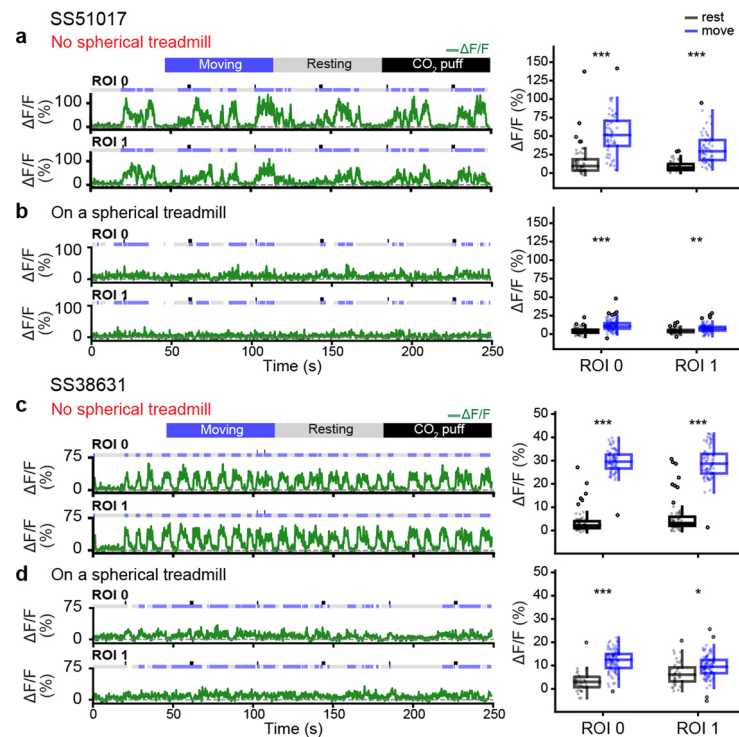 SS51017
a
No spherical treadmill
—ΔF/F
Moving
Resting
CO₂ puff
ROI 0
100
0
ΔF/F
(%)
ROI 1
100
0
ΔF/F
(%)
rest
move
ΔF/F (%)
150
125
100
75
50
25
0
***
***
b
On a spherical treadmill
ROI 0
100
0
ΔF/F
(%)
ROI 1
100
0
ΔF/F
(%)
0
50
100
150
200
250
Time (s)
ΔF/F (%)
150
125
100
75
50
25
0
***
**
ROI 0
ROI 1
SS38631
c
No spherical treadmill
—ΔF/F
Moving
Resting
CO₂ puff
ROI 0
75
0
ΔF/F
(%)
ROI 1
75
0
ΔF/F
(%)
ΔF/F (%)
50
40
30
20
10
0
***
***
d
On a spherical treadmill
ROI 0
75
0
ΔF/F
(%)
ROI 1
75
0
ΔF/F
(%)
0
50
100
150
200
250
Time (s)
ΔF/F (%)
50
40
30
20
10
0
***
*
ROI 0
ROI 1